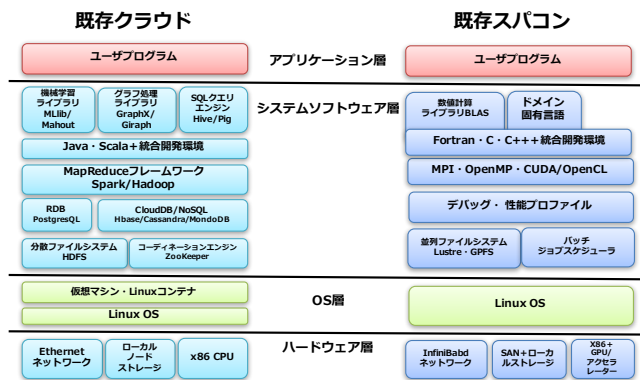 既存クラウド
既存スパコン
ユーザプログラム
アプリケーション層
ユーザプログラム
機械学習
ライブラリ
MLlib/
Mahout
グラフ処理
ライブラリ
GraphX/
Giraph
SQLクエリ
エンジン
Hive/Pig
システムソフトウェア層
数値計算
ライブラリBLAS
ドメイン
固有言語
Java・Scala+統合開発環境
Fortran・C・C+++統合開発環境
MapReduceフレームワーク
Spark/Hadoop
MPI・OpenMP・CUDA/OpenCL
RDB
PostgresQL
CloudDB/NoSQL
Hbase/Cassandra/MondoDB
デバッグ・ 性能プロファイル
分散ファイルシステム
HDFS
コーディネーションエンジン
ZooKeeper
並列ファイルシステム
Lustre・GPFS
バッチ
ジョブスケジューラ
仮想マシン・Linuxコンテナ
Linux OS
OS層
Linux OS
ハードウェア層
Ethernet
ネットワーク
ローカル
ノード
ストレージ
x86 CPU
InfiniBabd
ネットワーク
SAN+ローカ
ルストレージ
X86+
GPU/
アクセラ
レーター